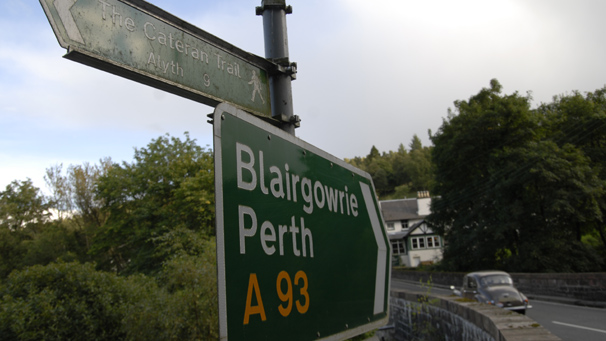 The Cateran Trail
Alyth 9
Blairgowrie
Perth
A 93